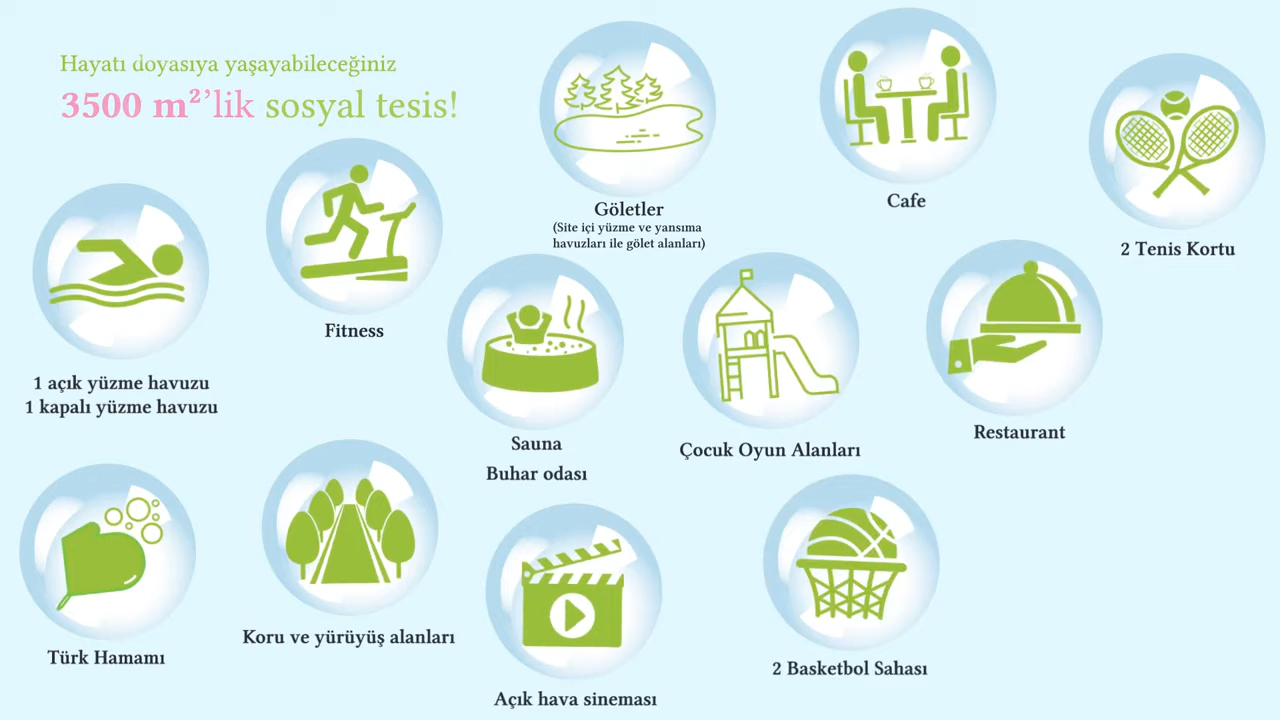 Hayatı doyasıya yaşayabileceğiniz
3500 m²’lik sosyal tesis!
Göletler
(Site içi yüzme ve yansıma
havuzları ile gölet alanları)
Cafe
2 Tenis Kortu
1 açık yüzme havuzu
1 kapalı yüzme havuzu
Fitness
Sauna
Buhar odası
Çocuk Oyun Alanları
Restaurant
Türk Hamamı
Koru ve yürüyüş alanları
Açık hava sineması
2 Basketbol Sahası